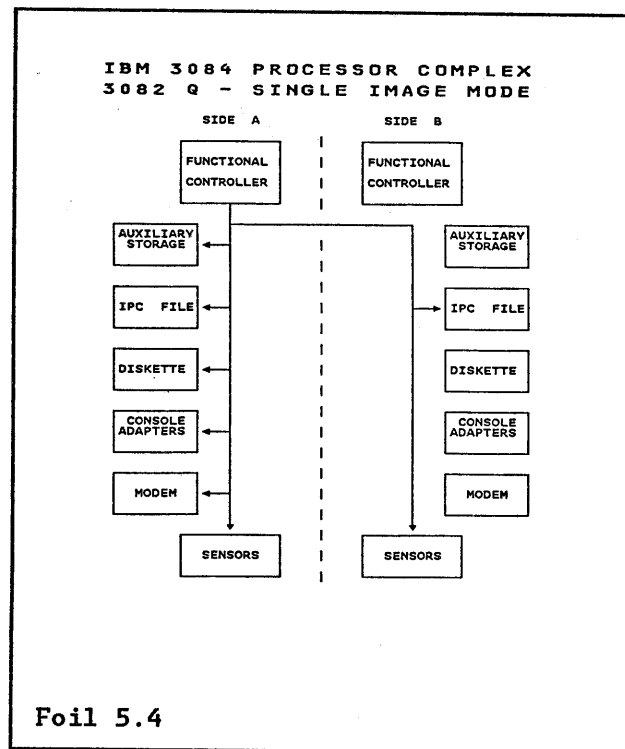 IBM 3084 PROCESSOR COMPLEX
3082 Q - SINGLE IMAGE MODE
SIDE A
SIDE B
FUNCTIONAL
CONTROLLER
FUNCTIONAL
CONTROLLER
AUXILIARY
STORAGE
AUXILIARY
STORAGE
IPC FILE
IPC FILE
DISKETTE
DISKETTE
CONSOLE
ADAPTERS
CONSOLE
ADAPTERS
MODEM
MODEM
SENSORS
SENSORS
Foil 5.4